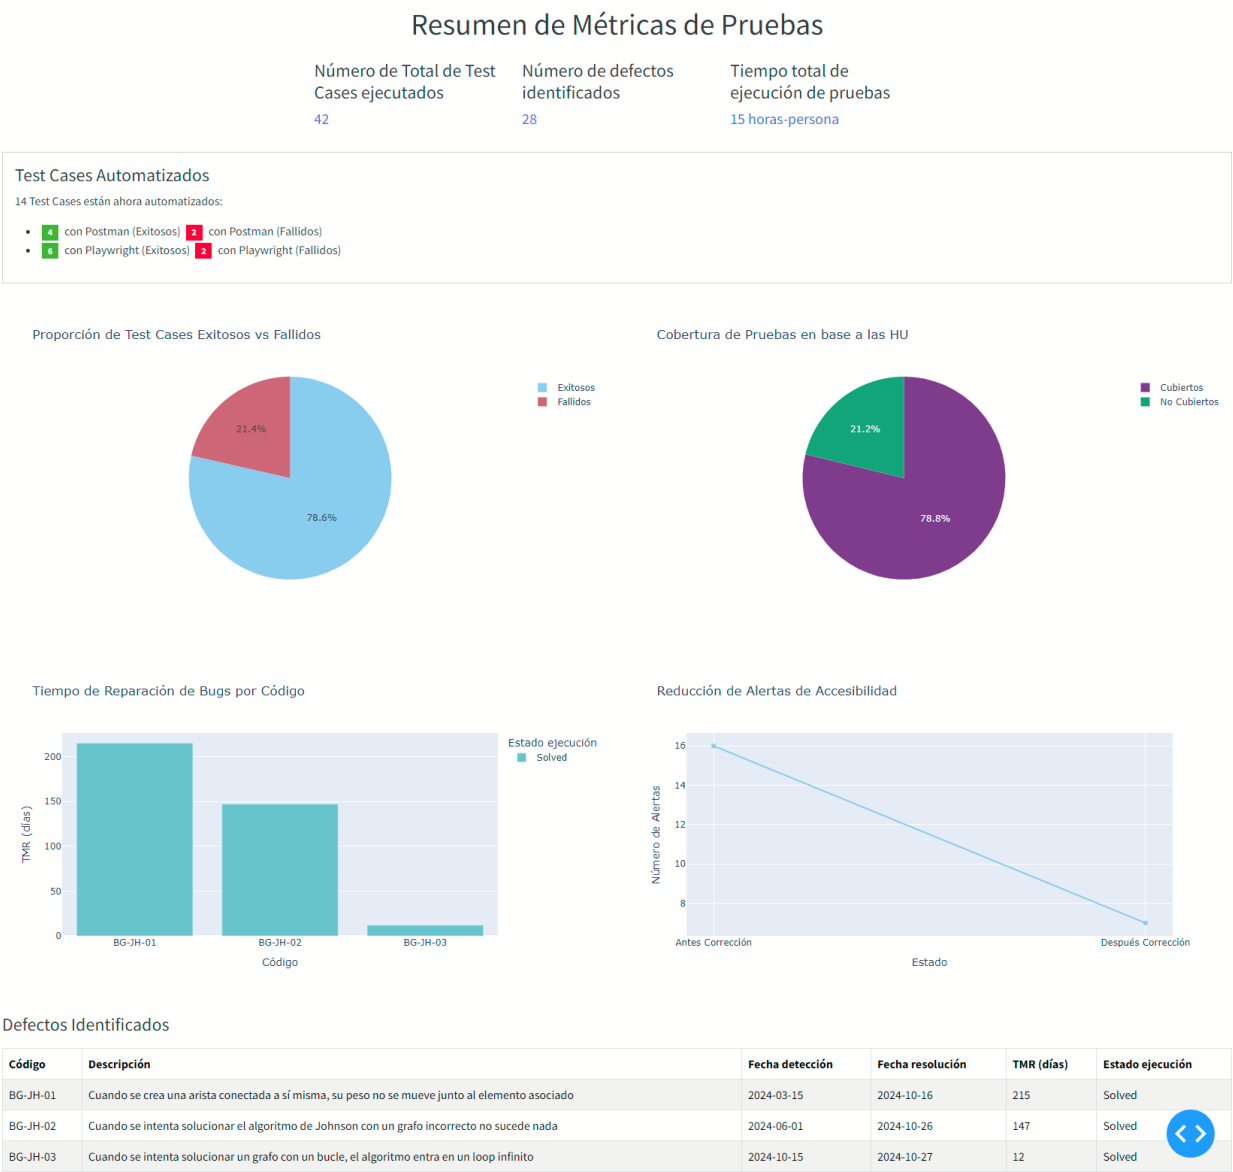 Resumen de Métricas de Pruebas
Número de Total de Test
Cases ejecutados
42
Número de defectos
identificados
28
Tiempo total de
ejecución de pruebas
15 horas-persona
Test Cases Automatizados
14 Test Cases están ahora automatizados:
4 con Postman (Exitosos) 2 con Postman (Fallidos)
6 con Playwright (Exitosos) 2 con Playwright (Fallidos)
Proporción de Test Cases Exitosos vs Fallidos
Exitosos
Fallidos
21.4%
78.6%
Cobertura de Pruebas en base a las HU
Cubiertos
No Cubiertos
21.2%
78.8%
Tiempo de Reparación de Bugs por Código
Estado ejecución
Solved
200
150
100
50
0
TMR (días)
BG-JH-01 BG-JH-02 BG-JH-03
Código
Reducción de Alertas de Accesibilidad
16
14
12
10
8
Número de Alertas
Antes Corrección Después Corrección
Estado
Defectos Identificados
Código Descripción Fecha detección Fecha resolución TMR (días) Estado ejecución
BG-JH-01 Cuando se crea una arista conectada a sí misma, su peso no se mueve junto al elemento asociado 2024-03-15 2024-10-16 215 Solved
BG-JH-02 Cuando se intenta solucionar el algoritmo de Johnson con un grafo incorrecto no sucede nada 2024-06-01 2024-10-26 147 Solved
BG-JH-03 Cuando se intenta solucionar un grafo con un bucle, el algoritmo entra en un loop infinito 2024-10-15 2024-10-27 12 Solved